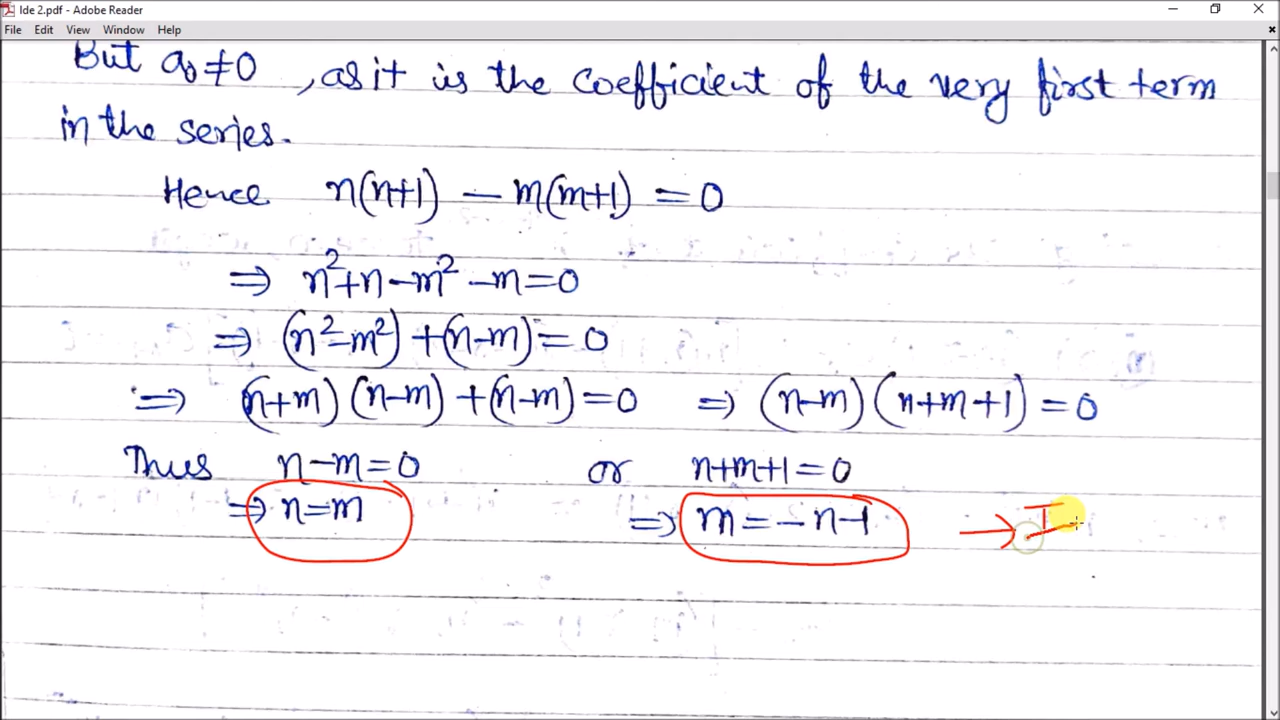 Ide 2.pdf - Adobe Reader
File Edit View Window Help
But a₀ ≠ 0 , as it is the coefficient of the very first term
in the series.
Hence n(n+1) − m(m+1) = 0
⇒ n²+n−m²−m=0
⇒ (n²−m²)+(n−m)=0
⇒ (n+m)(n−m)+(n−m)=0 ⇒ (n−m)(n+m+1)=0
Thus n−m=0 or n+m+1=0
⇒ n=m ⇒ m=−n−1 → I